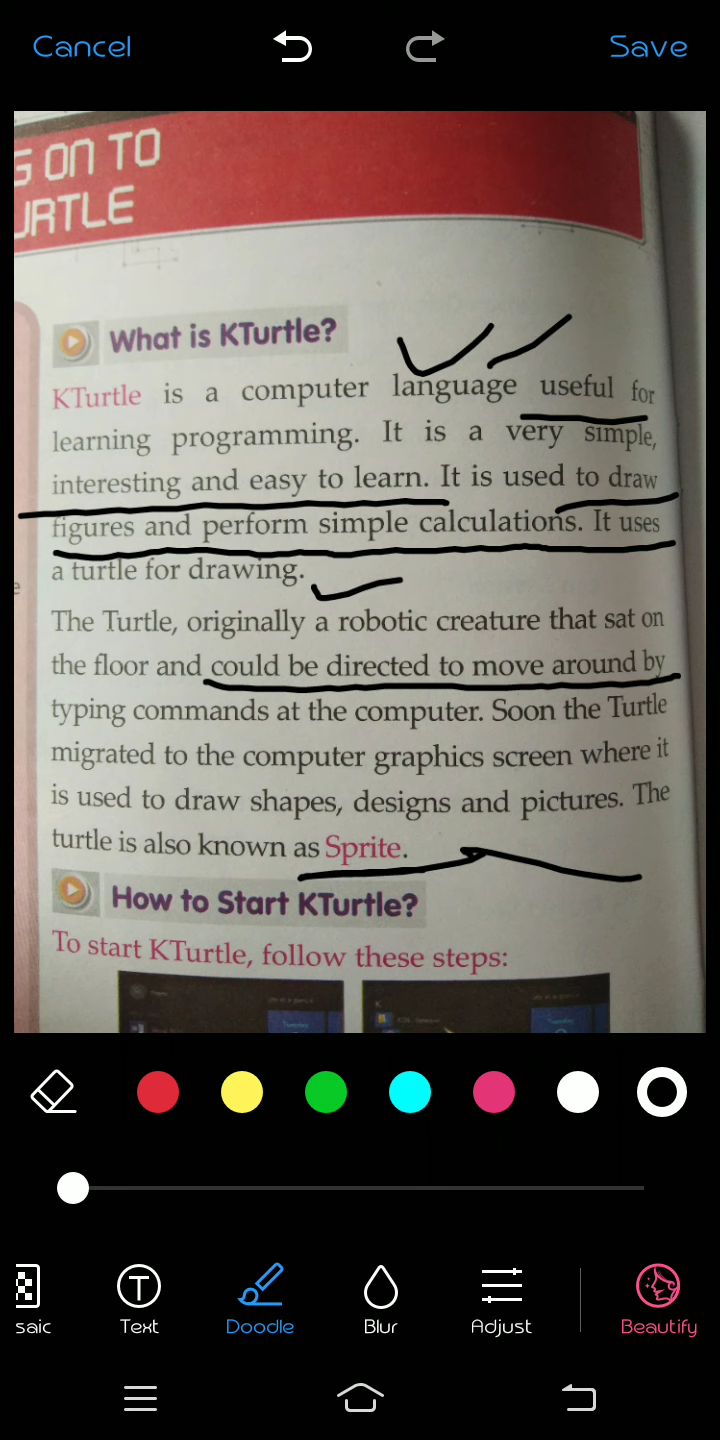 Cancel
Save
G ON TO
URTLE
What is KTurtle?
KTurtle is a computer language useful for
learning programming. It is a very simple,
interesting and easy to learn. It is used to draw
figures and perform simple calculations. It uses
a turtle for drawing.
The Turtle, originally a robotic creature that sat on
the floor and could be directed to move around by
typing commands at the computer. Soon the Turtle
migrated to the computer graphics screen where it
is used to draw shapes, designs and pictures. The
turtle is also known as Sprite.
How to Start KTurtle?
To start KTurtle, follow these steps:
Tuesday
saic Text Doodle Blur Adjust Beautify